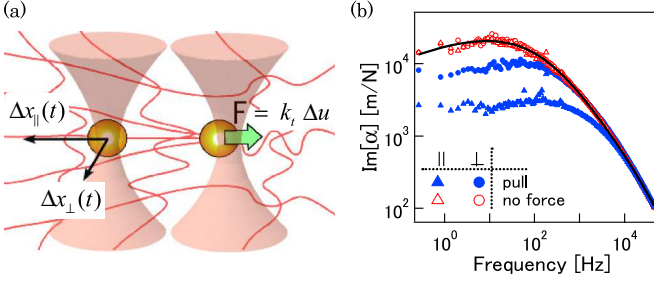 (a)
Δx∥(t)
Δx⊥(t)
F = kₜ Δu
(b)
Im[α] [m/N]
10⁴
10³
10²
∥ ⊥
pull
no force
10⁰ 10² 10⁴
Frequency [Hz]